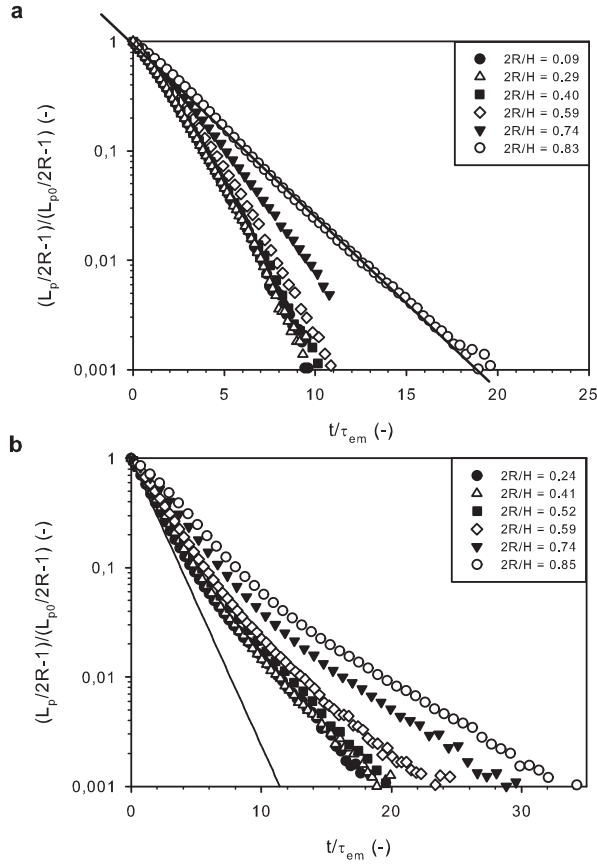 a
(Lp/2R-1)/(Lp0/2R-1) (-)
1
0,1
0,01
0,001
0 5 10 15 20 25
t/τem (-)
2R/H = 0.09
2R/H = 0.29
2R/H = 0.40
2R/H = 0.59
2R/H = 0.74
2R/H = 0.83
b
(Lp/2R-1)/(Lp0/2R-1) (-)
1
0,1
0,01
0,001
0 10 20 30
t/τem (-)
2R/H = 0.24
2R/H = 0.41
2R/H = 0.52
2R/H = 0.59
2R/H = 0.74
2R/H = 0.85